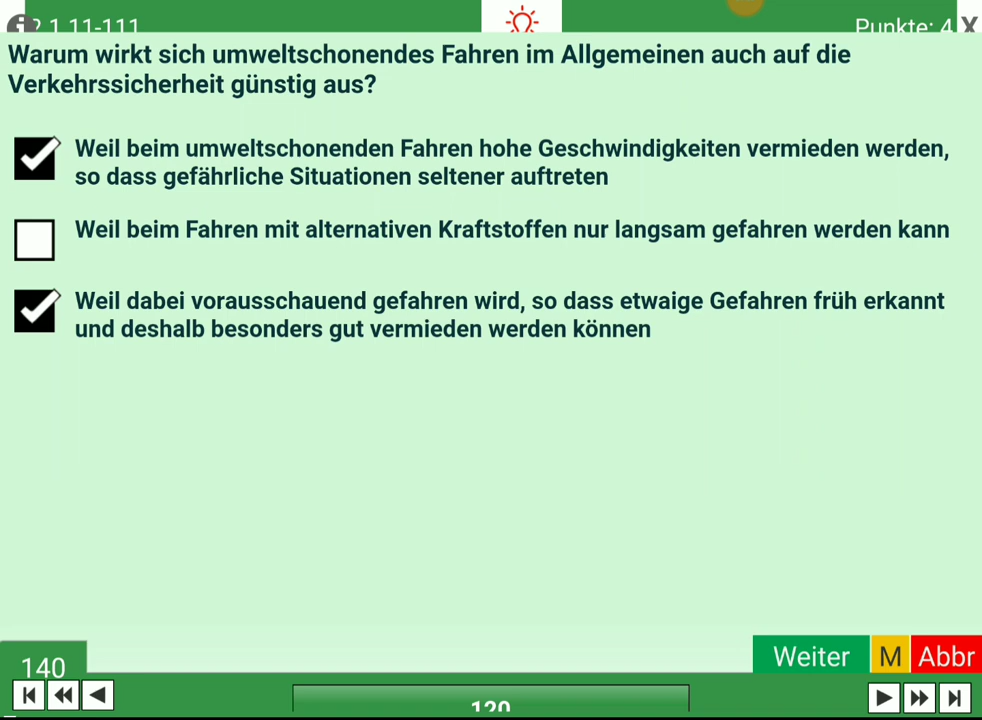 2.1.11-111
Punkte: 4 X
Warum wirkt sich umweltschonendes Fahren im Allgemeinen auch auf die
Verkehrssicherheit günstig aus?
Weil beim umweltschonenden Fahren hohe Geschwindigkeiten vermieden werden,
so dass gefährliche Situationen seltener auftreten
Weil beim Fahren mit alternativen Kraftstoffen nur langsam gefahren werden kann
Weil dabei vorausschauend gefahren wird, so dass etwaige Gefahren früh erkannt
und deshalb besonders gut vermieden werden können
140
Weiter M Abbr
120